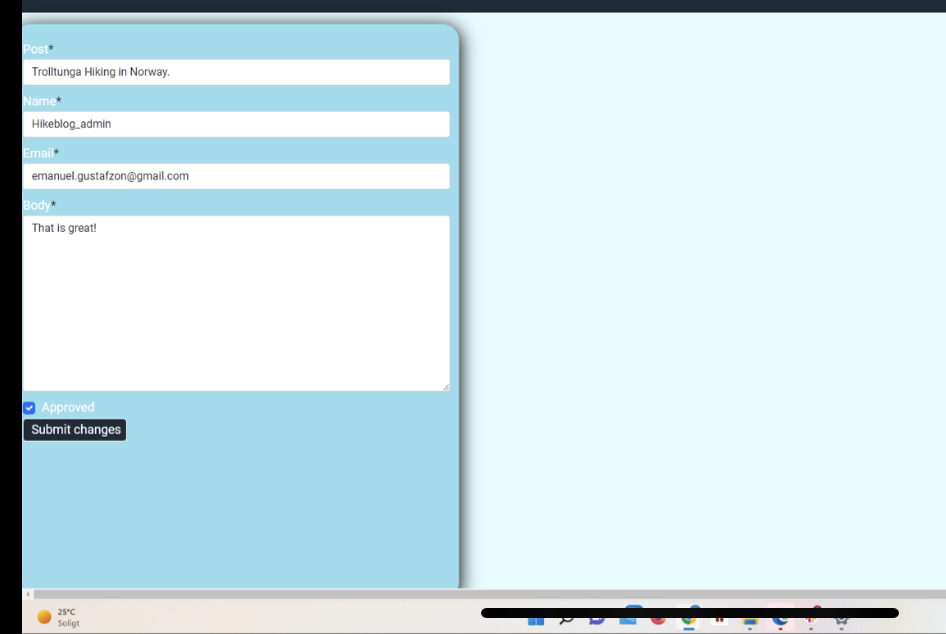 Post*
Trolltunga Hiking in Norway.
Name*
Hikeblog_admin
Email*
emanuel.gustafzon@gmail.com
Body*
That is great!
Approved
Submit changes
25°C
Soligt